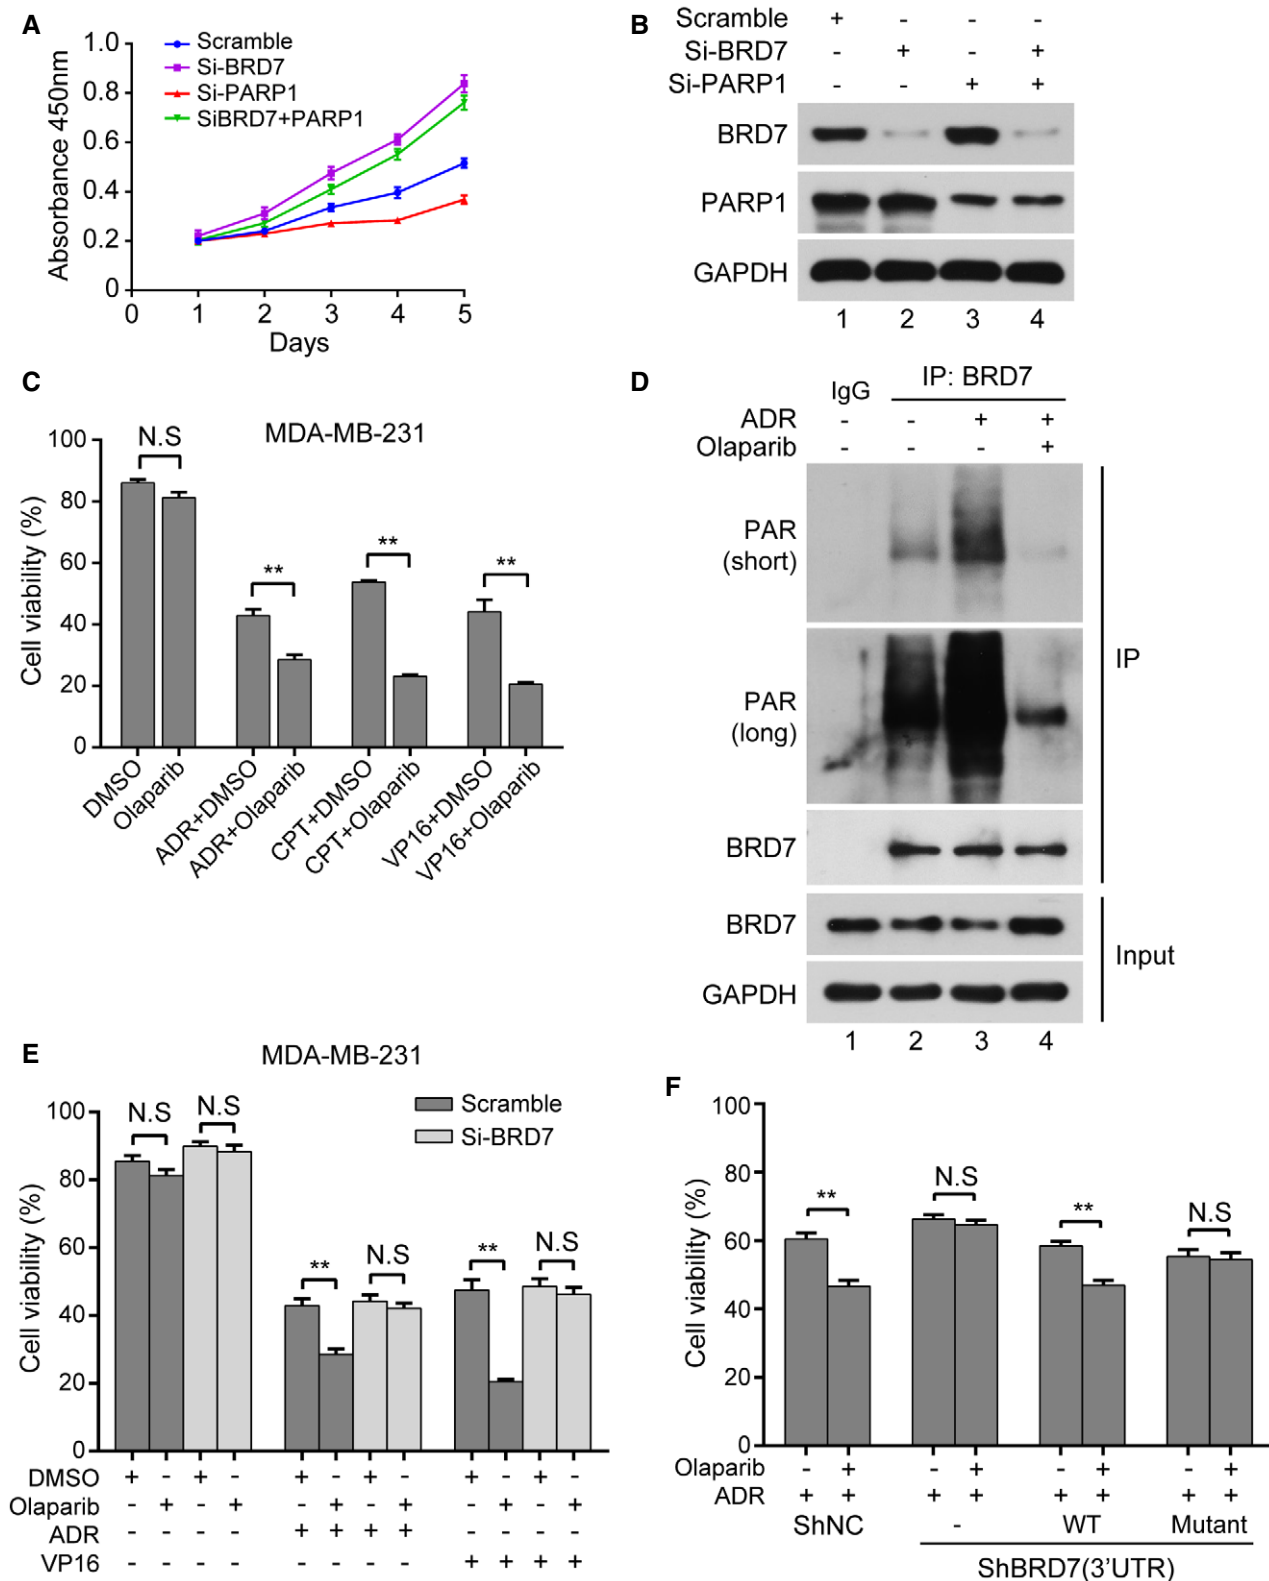 A
1.0
0.8
0.6
0.4
0.2
0
Absorbance 450nm
Scramble
Si-BRD7
Si-PARP1
SiBRD7+PARP1
0 1 2 3 4 5
Days
B
Scramble + - - -
Si-BRD7 - + - +
Si-PARP1 - - + +
BRD7
PARP1
GAPDH
1 2 3 4
C
MDA-MB-231
Cell viability (%)
100
80
60
40
20
0
N.S
**
**
**
DMSO
Olaparib
ADR+DMSO
ADR+Olaparib
CPT+DMSO
CPT+Olaparib
VP16+DMSO
VP16+Olaparib
D
IgG IP: BRD7
ADR - - + +
Olaparib - - - +
PAR
(short)
PAR
(long)
BRD7
IP
BRD7
GAPDH
Input
1 2 3 4
E
MDA-MB-231
Scramble
Si-BRD7
Cell viability (%)
100
80
60
40
20
0
N.S N.S
** N.S
** N.S
DMSO + - + - + - + - + - + -
Olaparib - + - + - + - + - + - +
ADR - - - - + + + + - - - -
VP16 - - - - - - - - + + + +
F
Cell viability (%)
100
80
60
40
20
0
** N.S ** N.S
Olaparib - + - + - + - +
ADR + + + + + + + +
ShNC - WT Mutant
ShBRD7(3'UTR)